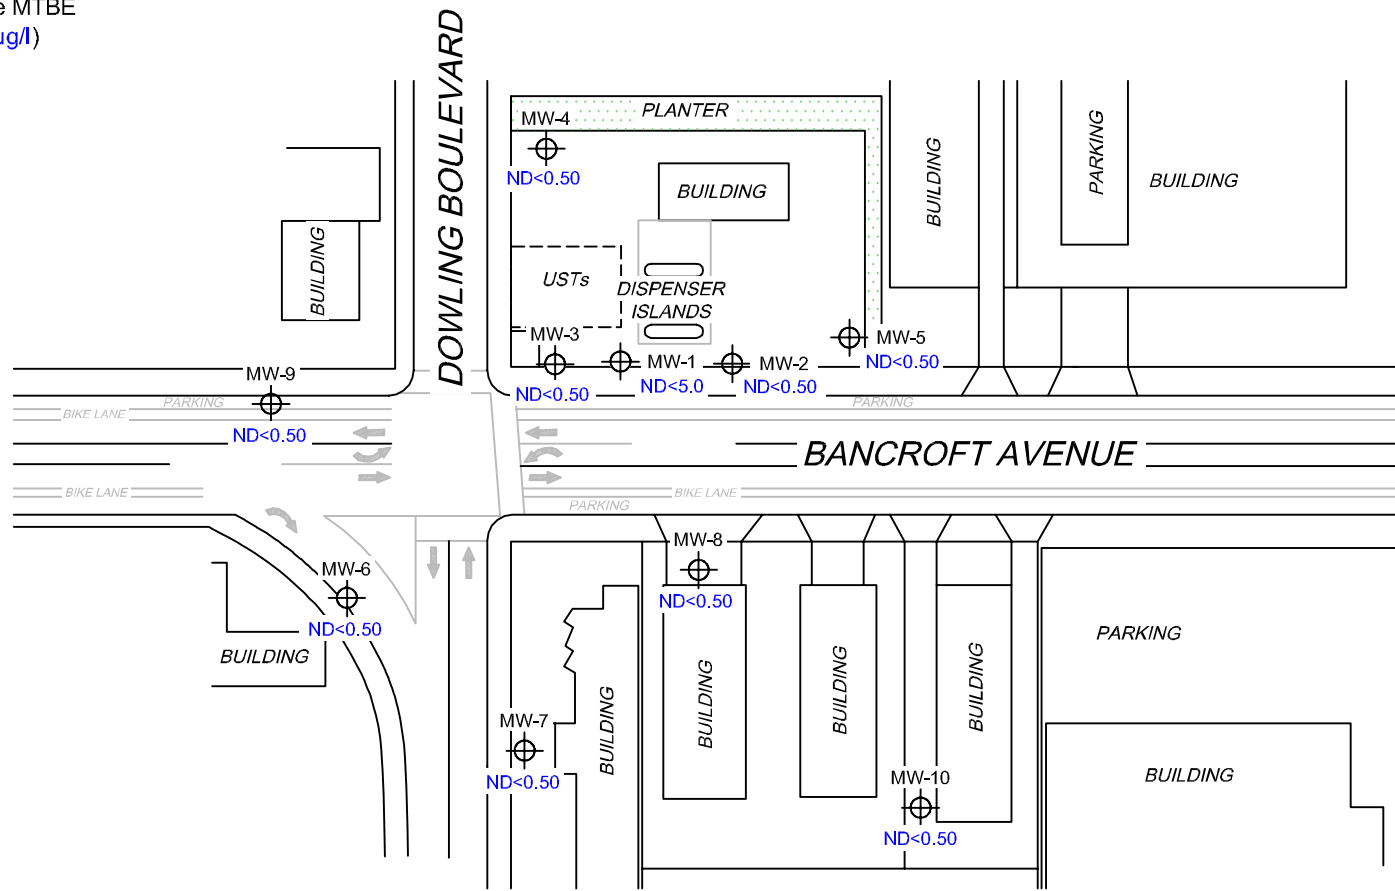 e MTBE
µg/l)
DOWLING BOULEVARD
PLANTER
MW-4
ND<0.50
BUILDING
BUILDING
PARKING
BUILDING
BUILDING
USTs
DISPENSER
ISLANDS
MW-3
ND<0.50
MW-1
ND<5.0
MW-2
ND<0.50
MW-5
ND<0.50
MW-9
ND<0.50
BIKE LANE
PARKING
PARKING
BANCROFT AVENUE
BIKE LANE
BIKE LANE
PARKING
MW-6
ND<0.50
BUILDING
MW-8
ND<0.50
MW-7
ND<0.50
BUILDING
BUILDING
BUILDING
BUILDING
MW-10
ND<0.50
PARKING
BUILDING